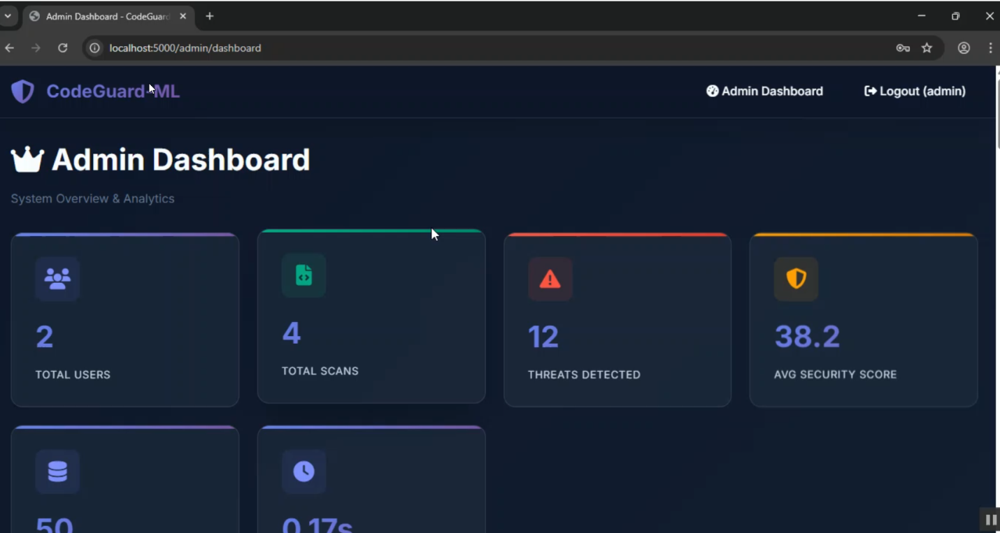 Admin Dashboard - CodeGuard
localhost:5000/admin/dashboard
CodeGuard-ML
Admin Dashboard
Logout (admin)
Admin Dashboard
System Overview & Analytics
2
TOTAL USERS
4
TOTAL SCANS
12
THREATS DETECTED
38.2
AVG SECURITY SCORE
50
0.17s